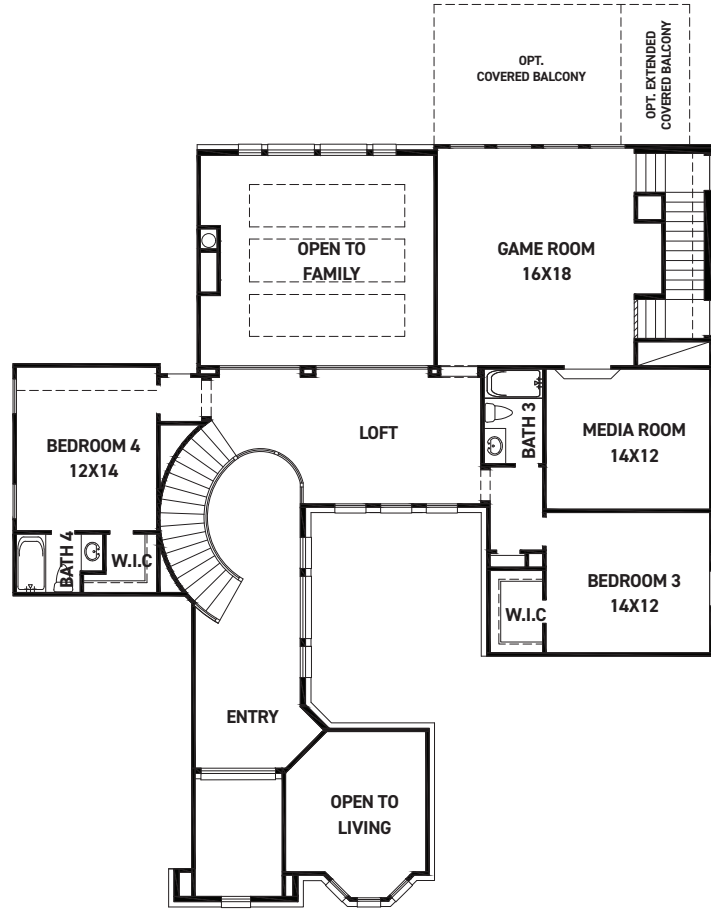 OPT.
COVERED BALCONY
OPT. EXTENDED
COVERED BALCONY
OPEN TO
FAMILY
GAME ROOM
16X18
BEDROOM 4
12X14
LOFT
BATH 3
MEDIA ROOM
14X12
BATH 4
W.I.C
BEDROOM 3
14X12
W.I.C
ENTRY
OPEN TO
LIVING